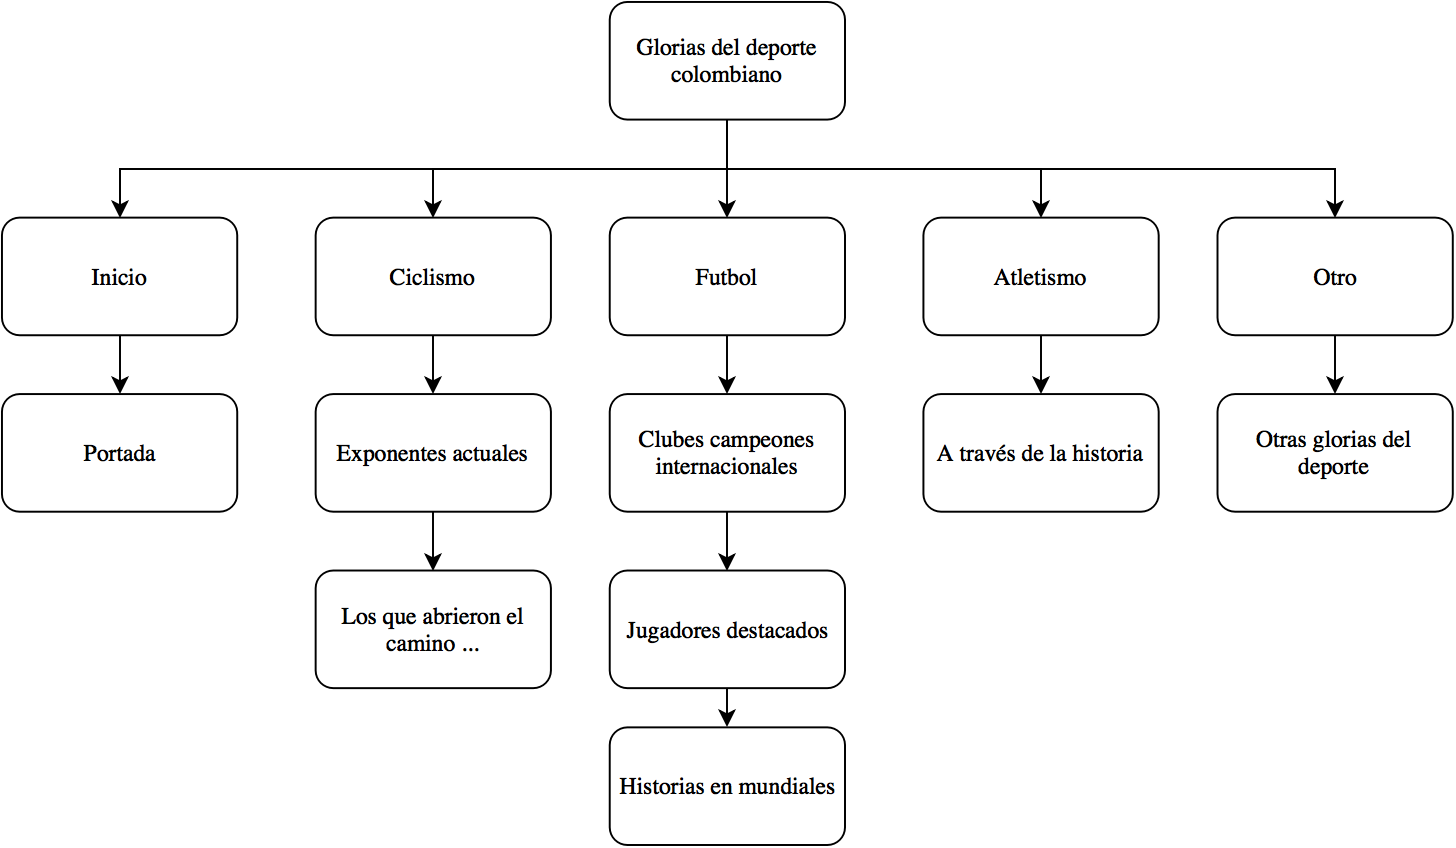 Glorias del deporte
colombiano
Inicio
Ciclismo
Futbol
Atletismo
Otro
Portada
Exponentes actuales
Clubes campeones
internacionales
A través de la historia
Otras glorias del
deporte
Los que abrieron el
camino ...
Jugadores destacados
Historias en mundiales